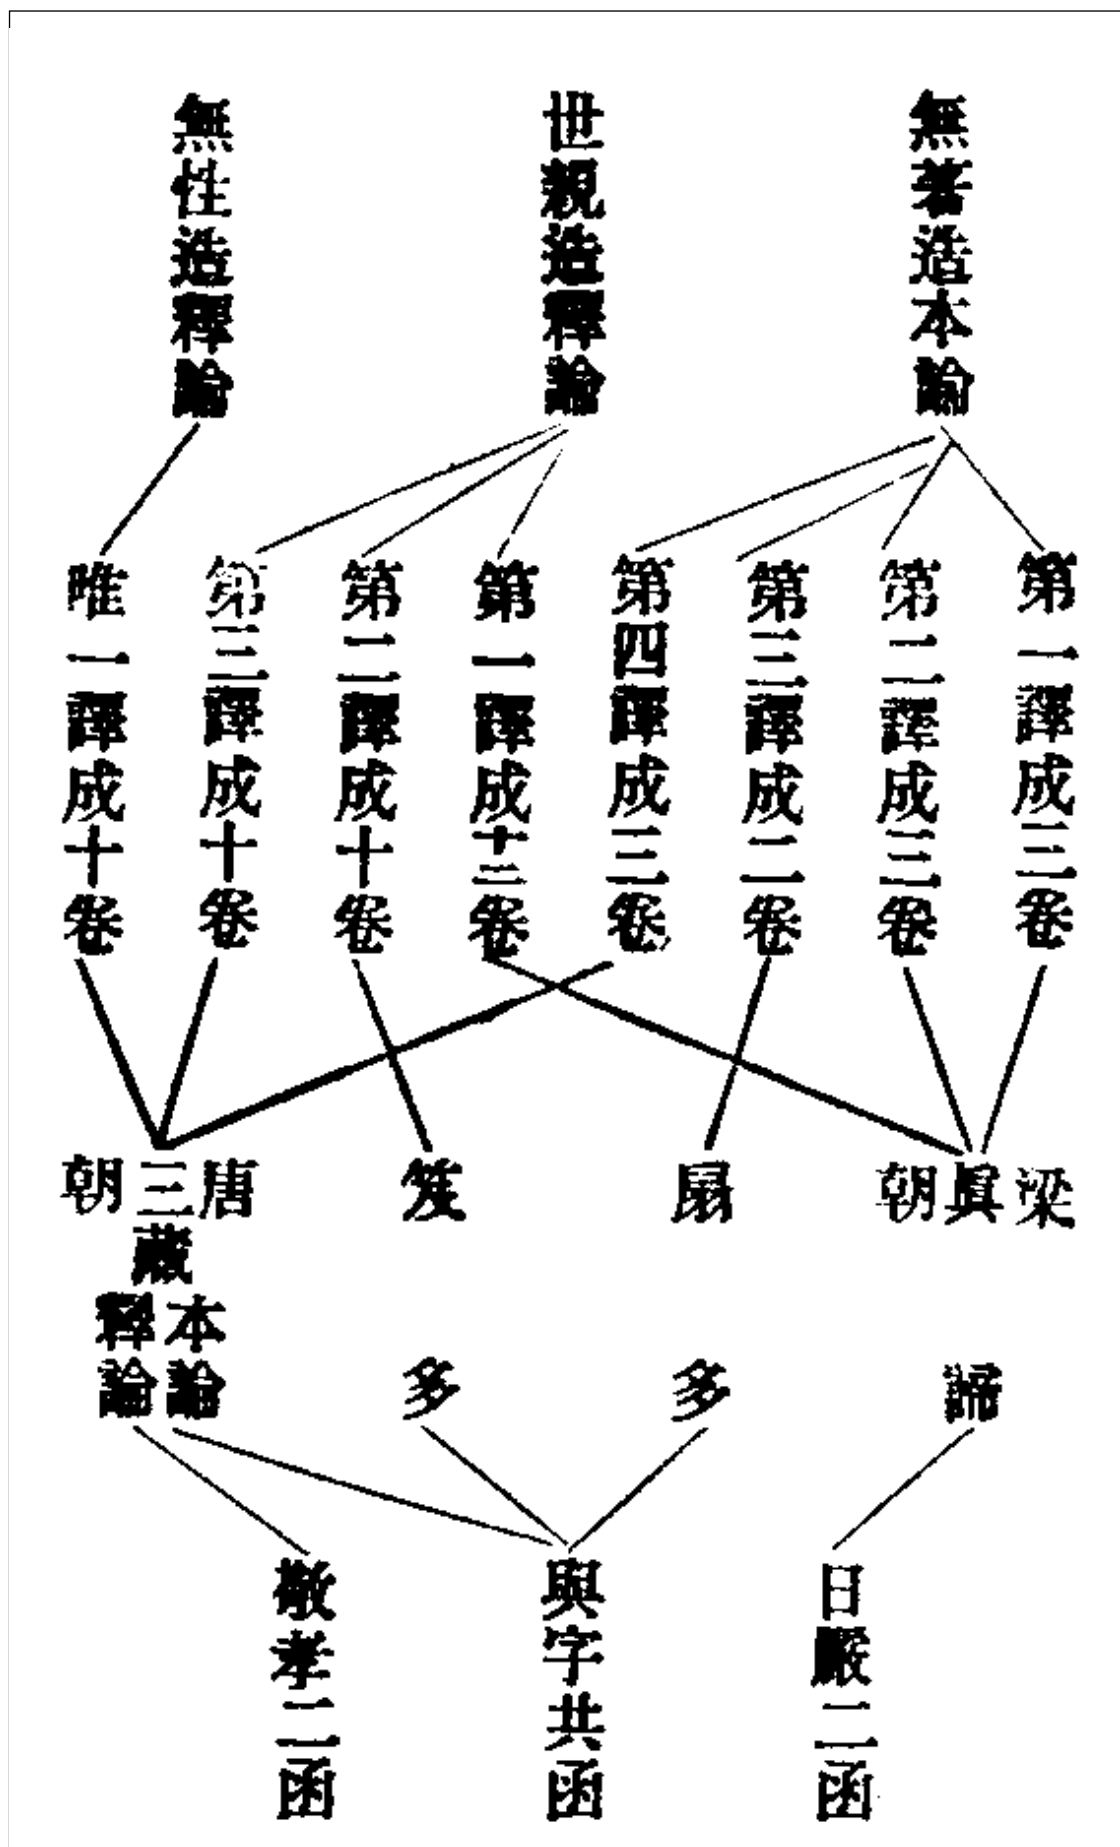 無著造本論
世親造釋論
無性造釋論
第一譯成三卷
第二譯成三卷
第三譯成二卷
第四譯成三卷
第一譯成十三卷
第二譯成十卷
第三譯成十卷
唯一譯成十卷
梁朝
眞諦
扇多
笈多
唐朝
三藏
本論
釋論
日嚴二函
與字共函
敬孝二函